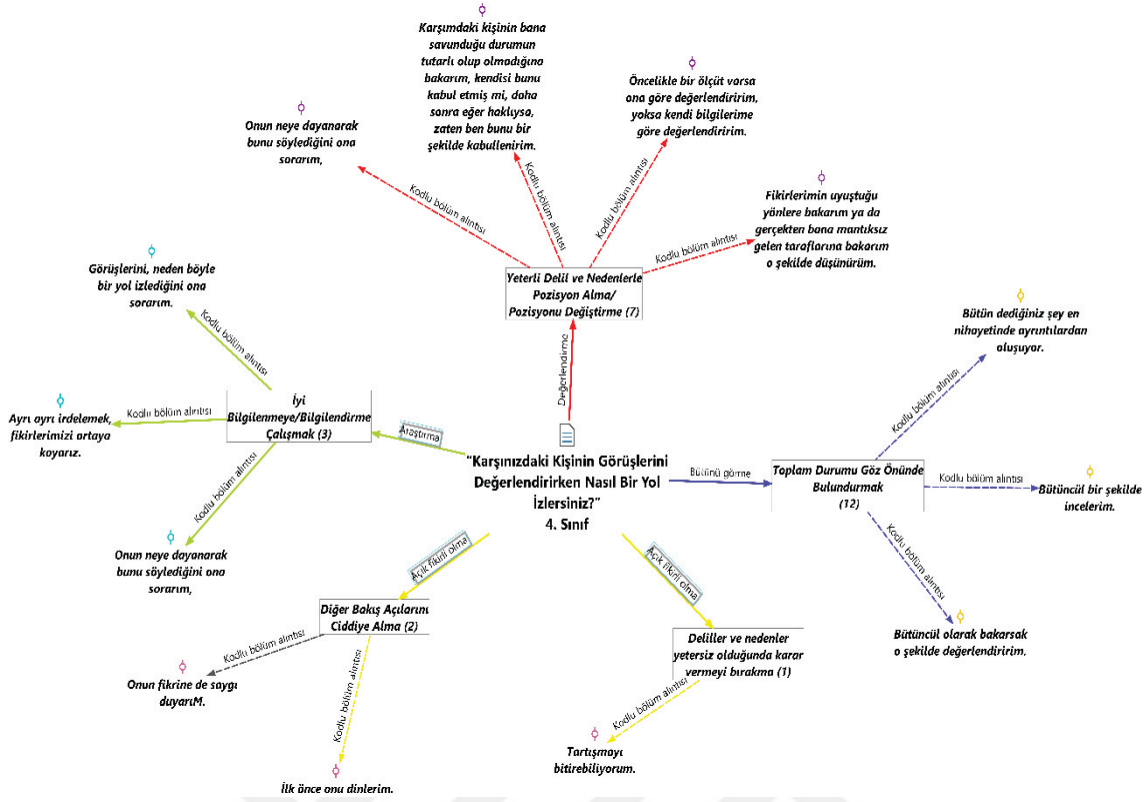 Karşımdaki kişinin bana
savunduğu durumun
tutarlı olup olmadığına
bakarım, kendisi bunu
kabul etmiş mi, daha
sonra eğer haklıysa,
zaten ben bunu bir
şekilde kabullenirim.
Öncelikle bir ölçüt varsa
ona göre değerlendiririm,
yoksa kendi bilgilerime
göre değerlendiririm.
Onun neye dayanarak
bunu söylediğini ona
sorarım,
Fikirlerimin uyuştuğu
yönlere bakarım ya da
gerçekten bana mantıksız
gelen taraflarına bakarım
o şekilde düşünürüm.
Kodlu bölüm alıntısı
Kodlu bölüm alıntısı
Kodlu bölüm alıntısı
Kodlu bölüm alıntısı
Yeterli Delil ve Nedenlerle
Pozisyon Alma/
Pozisyonu Değiştirme (7)
Değerlendirme
Görüşlerini, neden böyle
bir yol izlediğini ona
sorarım.
Kodlu bölüm alıntısı
Ayrı ayrı irdelemek,
fikirlerimizi ortaya
koyarız.
Kodlu bölüm alıntısı
İyi
Bilgilenmeye/Bilgilendirme
Çalışmak (3)
Araştırma
Kodlu bölüm alıntısı
Onun neye dayanarak
bunu söylediğini ona
sorarım,
"Karşınızdaki Kişinin Görüşlerini
Değerlendirirken Nasıl Bir Yol
İzlersiniz?"
4. Sınıf
Bütünü görme
Toplam Durumu Göz Önünde
Bulundurmak
(12)
Bütün dediğiniz şey en
nihayetinde ayrıntılardan
oluşuyor.
Kodlu bölüm alıntısı
Kodlu bölüm alıntısı
Bütüncül bir şekilde
incelerim.
Kodlu bölüm alıntısı
Bütüncül olarak bakarsak
o şekilde değerlendiririm.
Açık fikirli olma
Diğer Bakış Açılarını
Ciddiye Alma (2)
Kodlu bölüm alıntısı
Onun fikrine de saygı
duyarıM.
Kodlu bölüm alıntısı
İlk önce onu dinlerim.
Açık fikirli olma
Deliller ve nedenler
yetersiz olduğunda karar
vermeyi bırakma (1)
Kodlu bölüm alıntısı
Tartışmayı
bitirebiliyorum.